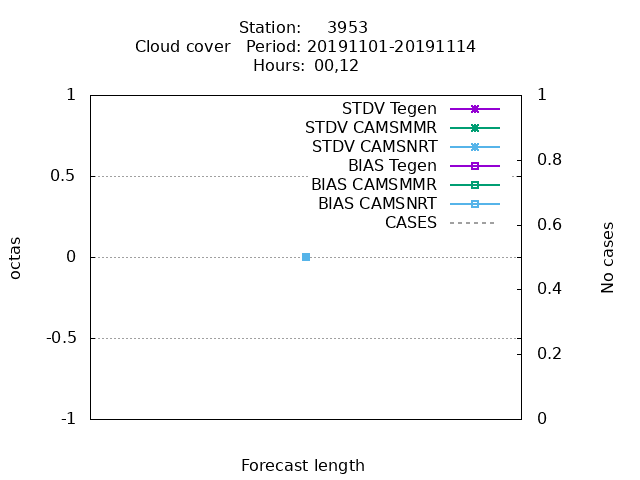 Station: 3953
Cloud cover Period: 20191101-20191114
Hours: 00,12
1
0.5
0
-0.5
-1
octas
STDV Tegen
STDV CAMSMMR
STDV CAMSNRT
BIAS Tegen
BIAS CAMSMMR
BIAS CAMSNRT
CASES
1
0.8
0.6
0.4
0.2
0
No cases
Forecast length